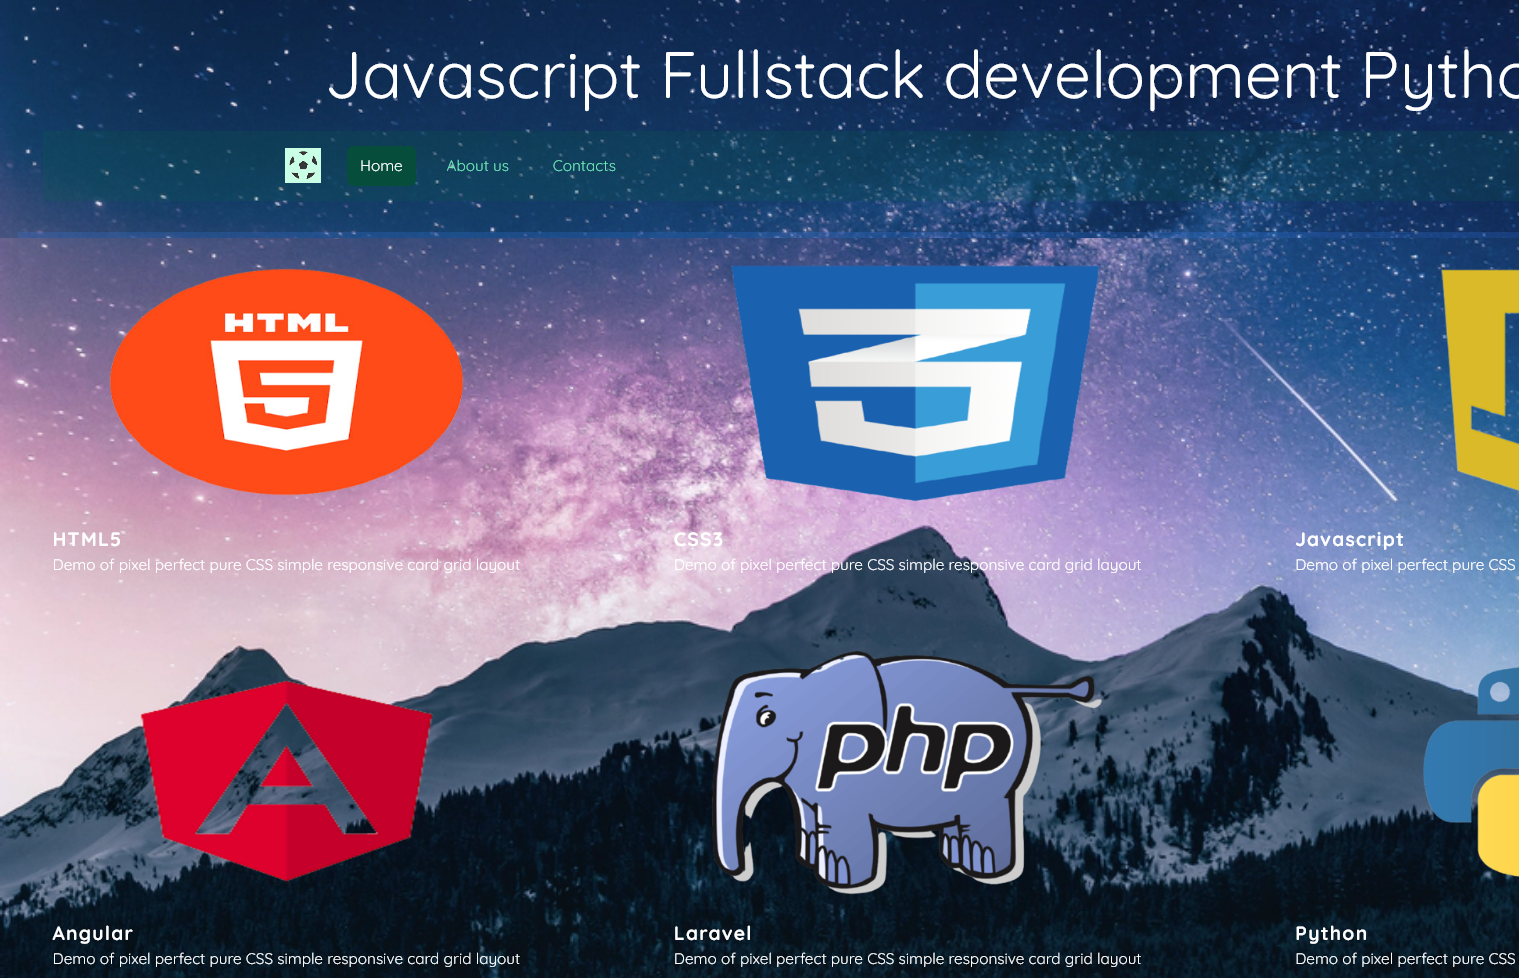 Javascript Fullstack development Pytho
Home About us Contacts
HTML
HTML5 CSS3 Javascript
Demo of pixel perfect pure CSS simple responsive card grid layout Demo of pixel perfect pure CSS simple responsive card grid layout Demo of pixel perfect pure CSS
php
Angular Laravel Python
Demo of pixel perfect pure CSS simple responsive card grid layout Demo of pixel perfect pure CSS simple responsive card grid layout Demo of pixel perfect pure CSS